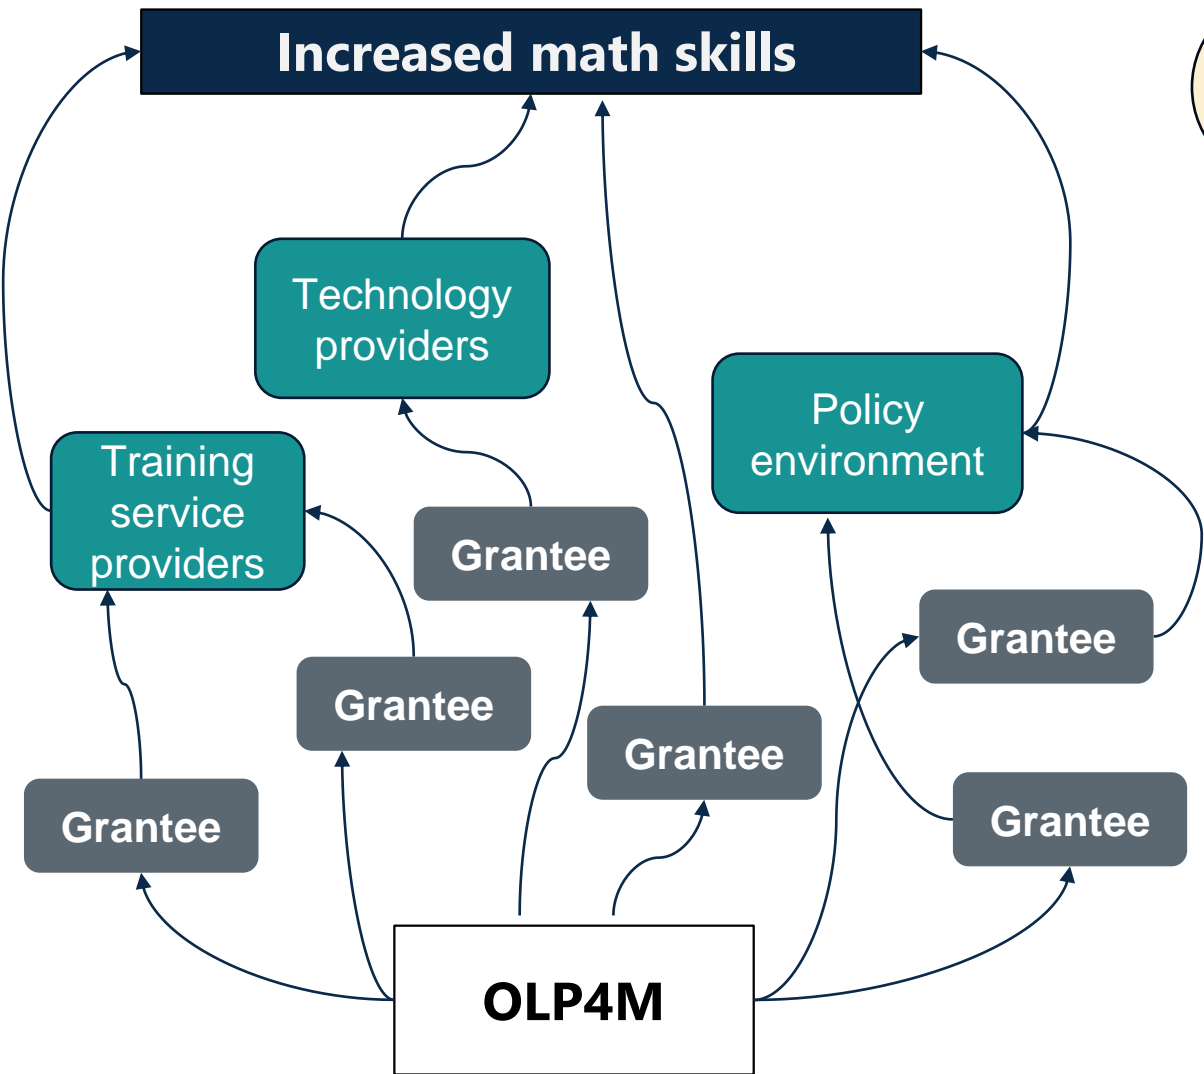 Increased math skills
Technology
providers
Policy
environment
Training
service
providers
Grantee
Grantee
Grantee
Grantee
Grantee
Grantee
OLP4M